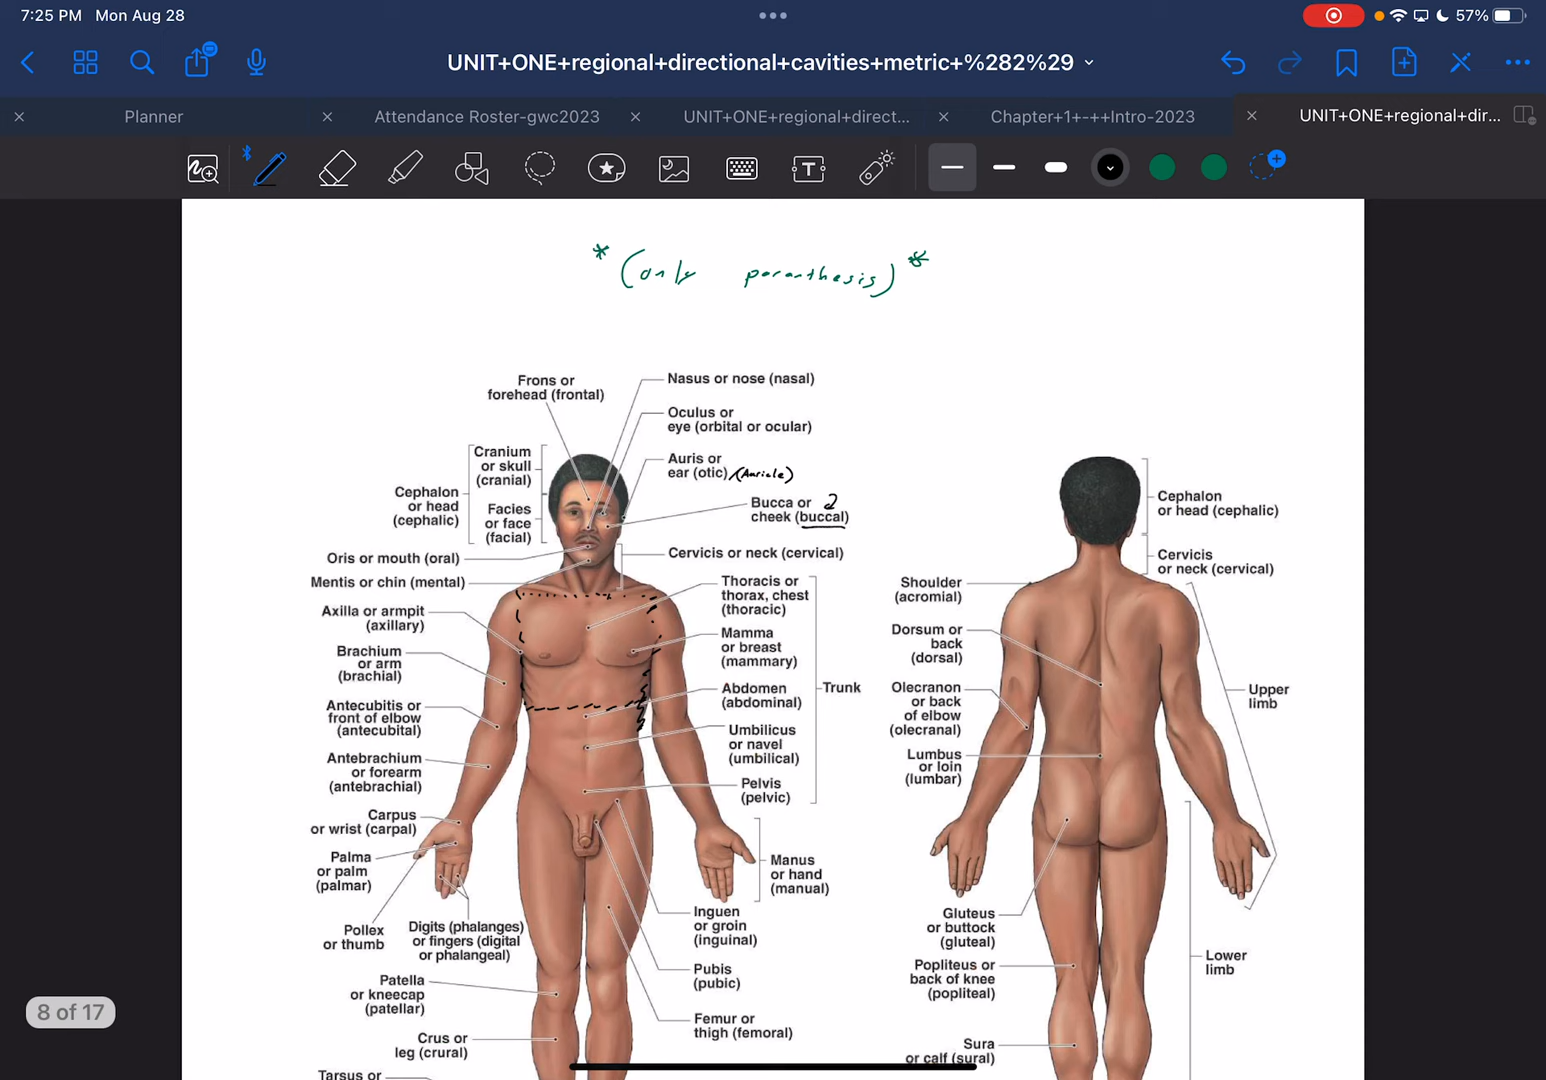 7:25 PM Mon Aug 28
57%
UNIT+ONE+regional+directional+cavities+metric+%282%29
Planner
Attendance Roster-gwc2023
UNIT+ONE+regional+direct...
Chapter+1+-++Intro-2023
UNIT+ONE+regional+dir...
*(only paranthesis)*
Frons or
forehead (frontal)
Nasus or nose (nasal)
Oculus or
eye (orbital or ocular)
Cranium
or skull
(cranial)
Auris or
ear (otic) (Auricle)
Cephalon
or head
(cephalic)
Facies
or face
(facial)
Bucca or 2
cheek (buccal)
Oris or mouth (oral)
Cervicis or neck (cervical)
Mentis or chin (mental)
Thoracis or
thorax, chest
(thoracic)
Axilla or armpit
(axillary)
Mamma
or breast
(mammary)
Brachium
or arm
(brachial)
Abdomen
(abdominal)
Trunk
Antecubitis or
front of elbow
(antecubital)
Umbilicus
or navel
(umbilical)
Antebrachium
or forearm
(antebrachial)
Pelvis
(pelvic)
Carpus
or wrist (carpal)
Palma
or palm
(palmar)
Manus
or hand
(manual)
Pollex
or thumb
Digits (phalanges)
or fingers (digital
or phalangeal)
Inguen
or groin
(inguinal)
Patella
or kneecap
(patellar)
Pubis
(pubic)
Crus or
leg (crural)
Femur or
thigh (femoral)
Tarsus or
Cephalon
or head (cephalic)
Cervicis
or neck (cervical)
Shoulder
(acromial)
Dorsum or
back
(dorsal)
Olecranon
or back
of elbow
(olecranal)
Upper
limb
Lumbus
or loin
(lumbar)
Gluteus
or buttock
(gluteal)
Popliteus or
back of knee
(popliteal)
Lower
limb
Sura
or calf (sural)
8 of 17